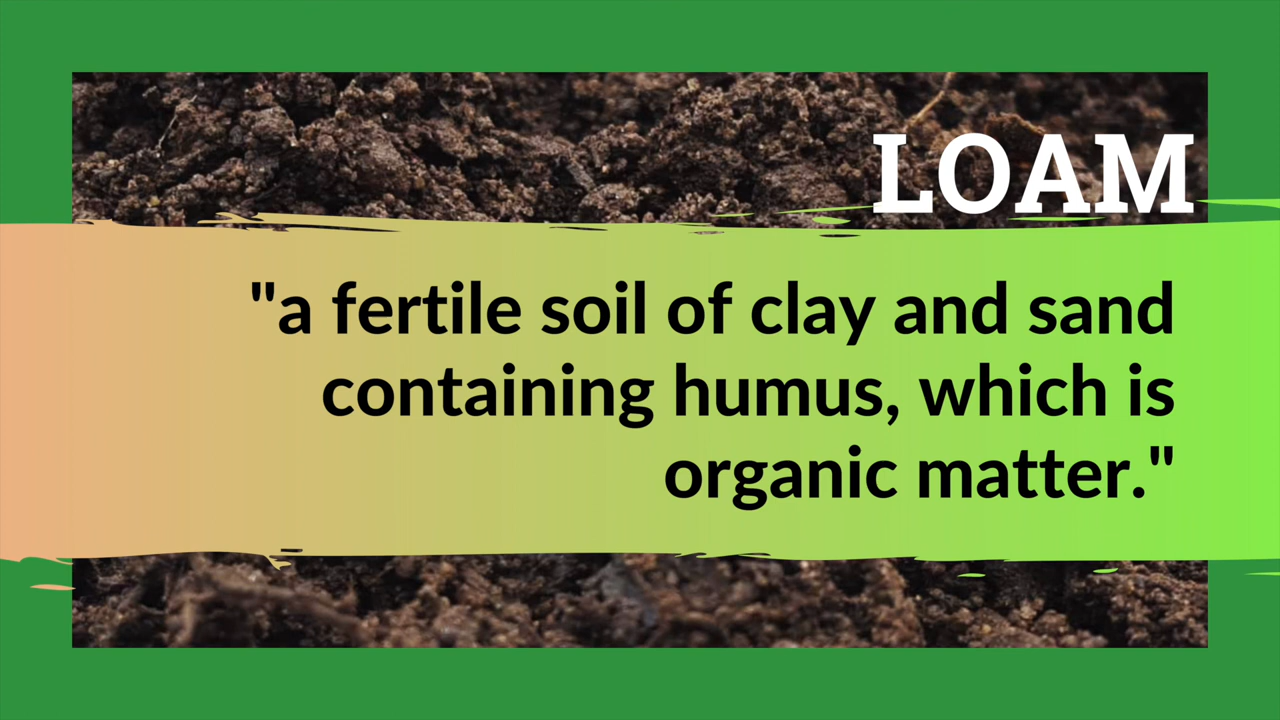 LOAM
"a fertile soil of clay and sand
containing humus, which is
organic matter."